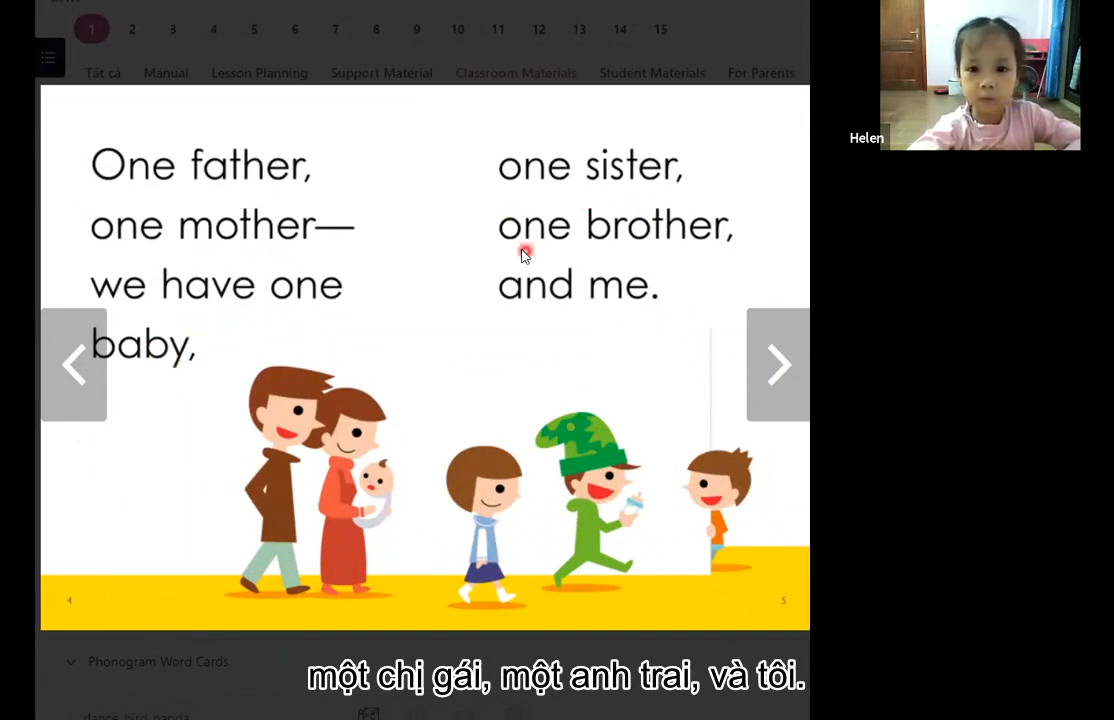 1 2 3 4 5 6 7 8 9 10 11 12 13 14 15
Tất cả Manual Lesson Planning Support Material Classroom Materials Student Materials For Parents
Helen
One father,
one mother—
we have one
baby,
one sister,
one brother,
and me.
4
5
Phonogram Word Cards
một chị gái, một anh trai, và tôi.
dance, bird, panda